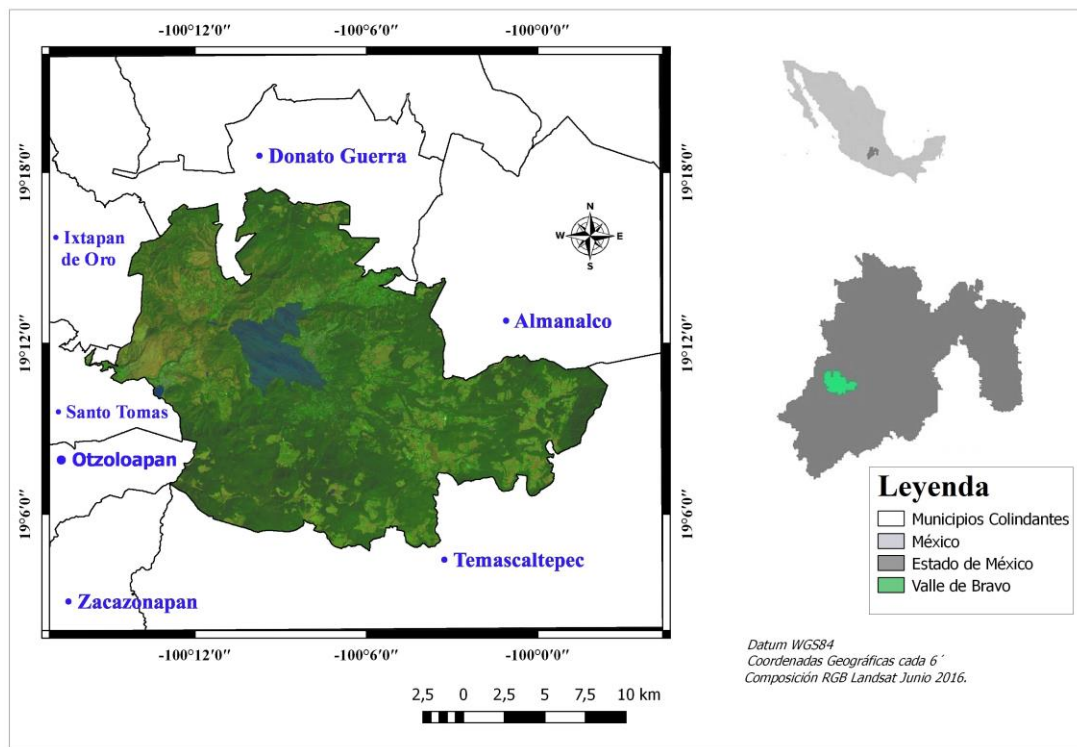 -100°12'0" -100°6'0" -100°0'0"
19°18'0"
19°12'0"
19°6'0"
Donato Guerra
Ixtapan
de Oro
N
W E
S
Almanalco
Santo Tomas
Otzoloapan
Temascaltepec
Zacazonapan
19°18'0"
19°12'0"
19°6'0"
-100°12'0" -100°6'0" -100°0'0"
2,5 0 2,5 5 7,5 10 km
Leyenda
Municipios Colindantes
México
Estado de México
Valle de Bravo
Datum WGS84
Coordenadas Geográficas cada 6´
Composición RGB Landsat Junio 2016.